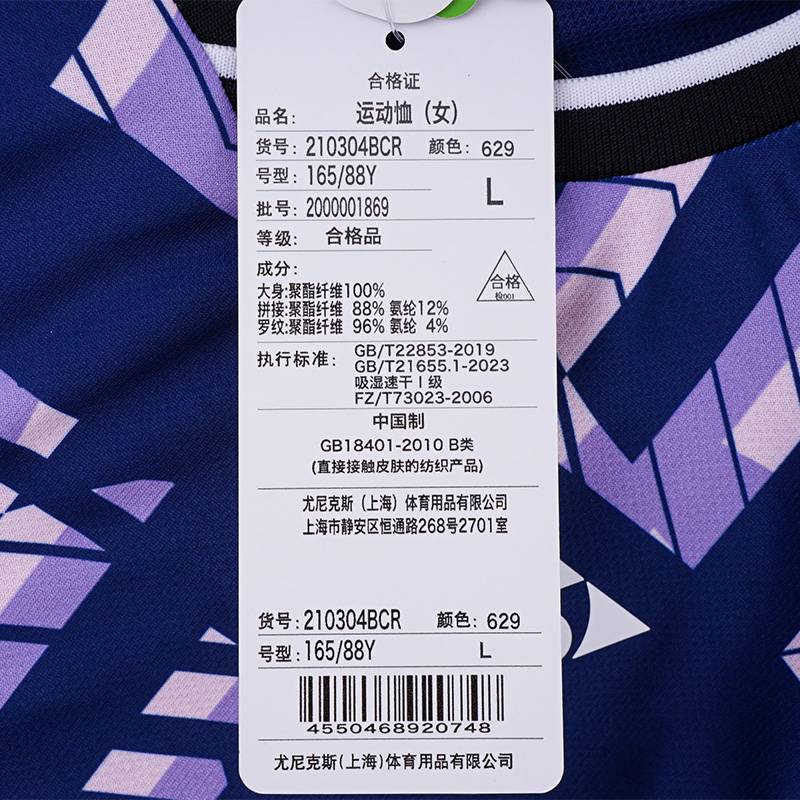 合格证
品名: 运动恤（女）
货号: 210304BCR 颜色: 629
号型: 165/88Y L
批号: 2000001869
等级: 合格品
成分:
大身:聚酯纤维100%
拼接:聚酯纤维 88% 氨纶12%
罗纹:聚酯纤维 96% 氨纶 4%
合格
检001
执行标准: GB/T22853-2019
GB/T21655.1-2023
吸湿速干 I 级
FZ/T73023-2006
中国制
GB18401-2010 B类
(直接接触皮肤的纺织产品)
尤尼克斯（上海）体育用品有限公司
上海市静安区恒通路268号2701室
货号: 210304BCR 颜色: 629
号型: 165/88Y L
4550468920748
尤尼克斯(上海)体育用品有限公司